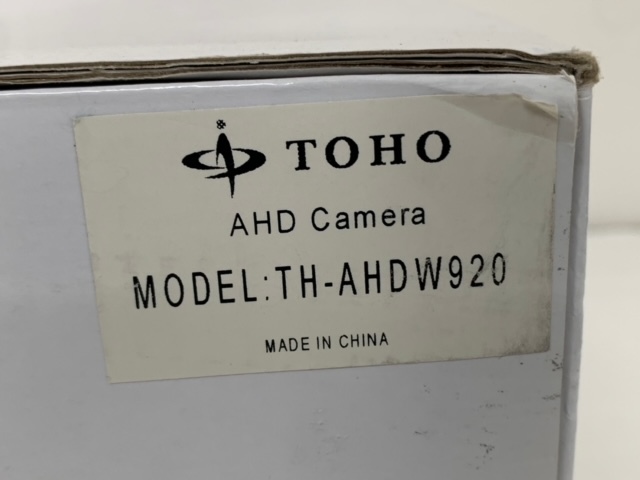 TOHO
AHD Camera
MODEL:TH-AHDW920
MADE IN CHINA